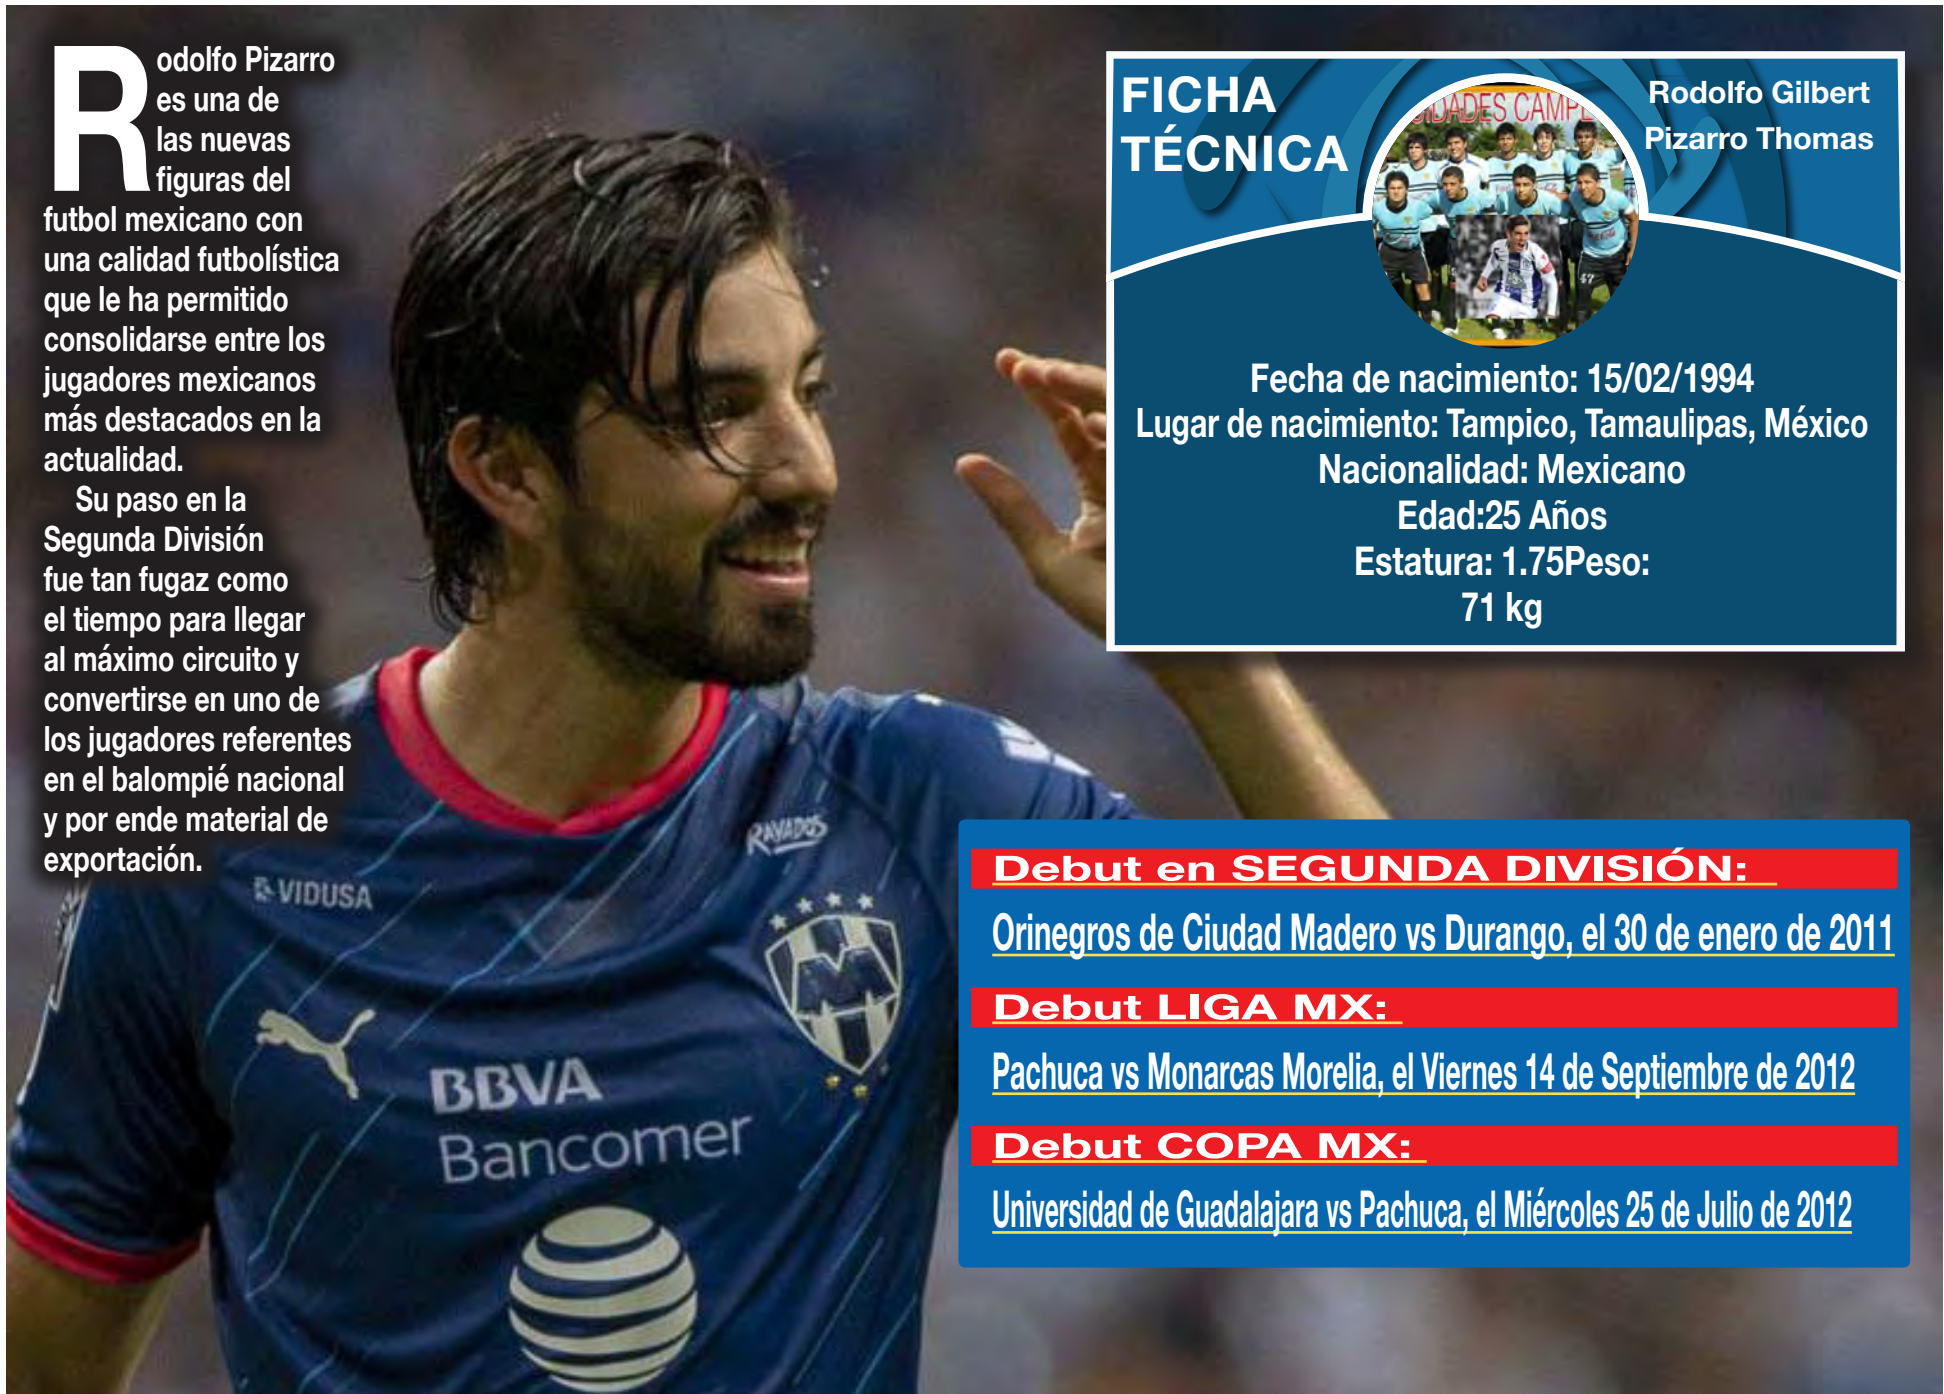 Rodolfo Pizarro
es una de
las nuevas
figuras del
futbol mexicano con
una calidad futbolística
que le ha permitido
consolidarse entre los
jugadores mexicanos
más destacados en la
actualidad.
Su paso en la
Segunda División
fue tan fugaz como
el tiempo para llegar
al máximo circuito y
convertirse en uno de
los jugadores referentes
en el balompié nacional
y por ende material de
exportación.
FICHA
TÉCNICA
Rodolfo Gilbert
Pizarro Thomas
Fecha de nacimiento: 15/02/1994
Lugar de nacimiento: Tampico, Tamaulipas, México
Nacionalidad: Mexicano
Edad:25 Años
Estatura: 1.75Peso:
71 kg
Debut en SEGUNDA DIVISIÓN:
Orinegros de Ciudad Madero vs Durango, el 30 de enero de 2011
Debut LIGA MX:
Pachuca vs Monarcas Morelia, el Viernes 14 de Septiembre de 2012
Debut COPA MX:
Universidad de Guadalajara vs Pachuca, el Miércoles 25 de Julio de 2012
RAYADOS
VIDUSA
M
BBVA
Bancomer